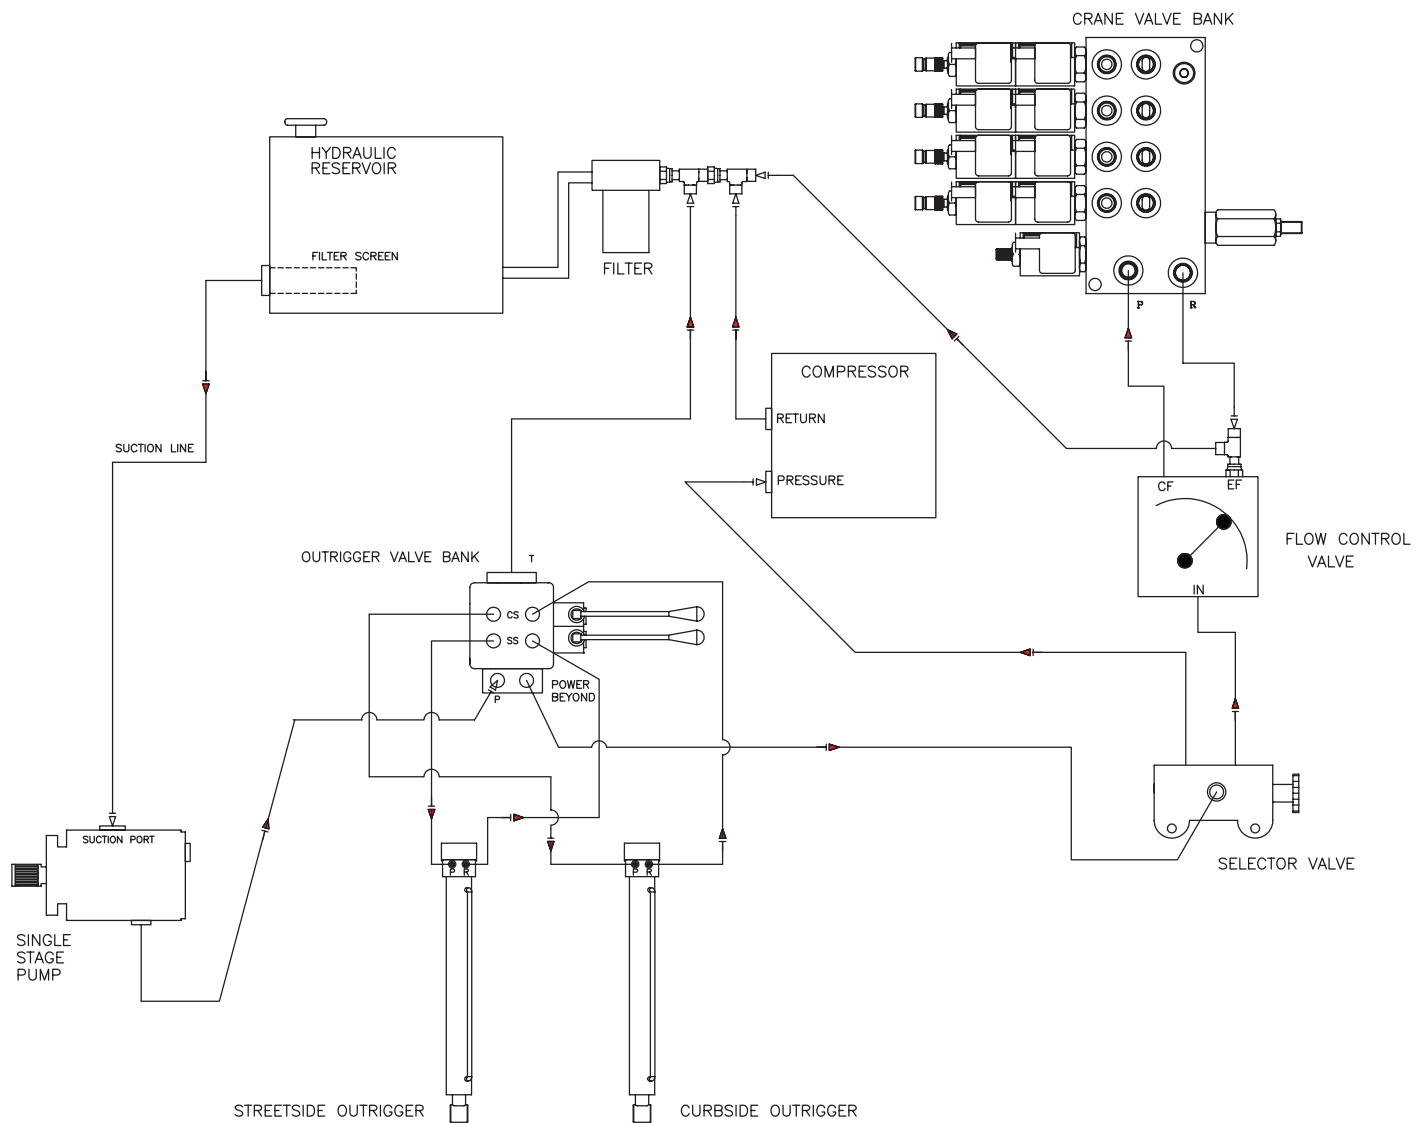 CRANE VALVE BANK
HYDRAULIC
RESERVOIR
FILTER SCREEN
FILTER
P
R
COMPRESSOR
RETURN
PRESSURE
SUCTION LINE
CF
EF
FLOW CONTROL
VALVE
IN
OUTRIGGER VALVE BANK
T
CS
SS
P
POWER
BEYOND
SUCTION PORT
SELECTOR VALVE
P
R
P
R
SINGLE
STAGE
PUMP
STREETSIDE OUTRIGGER
CURBSIDE OUTRIGGER